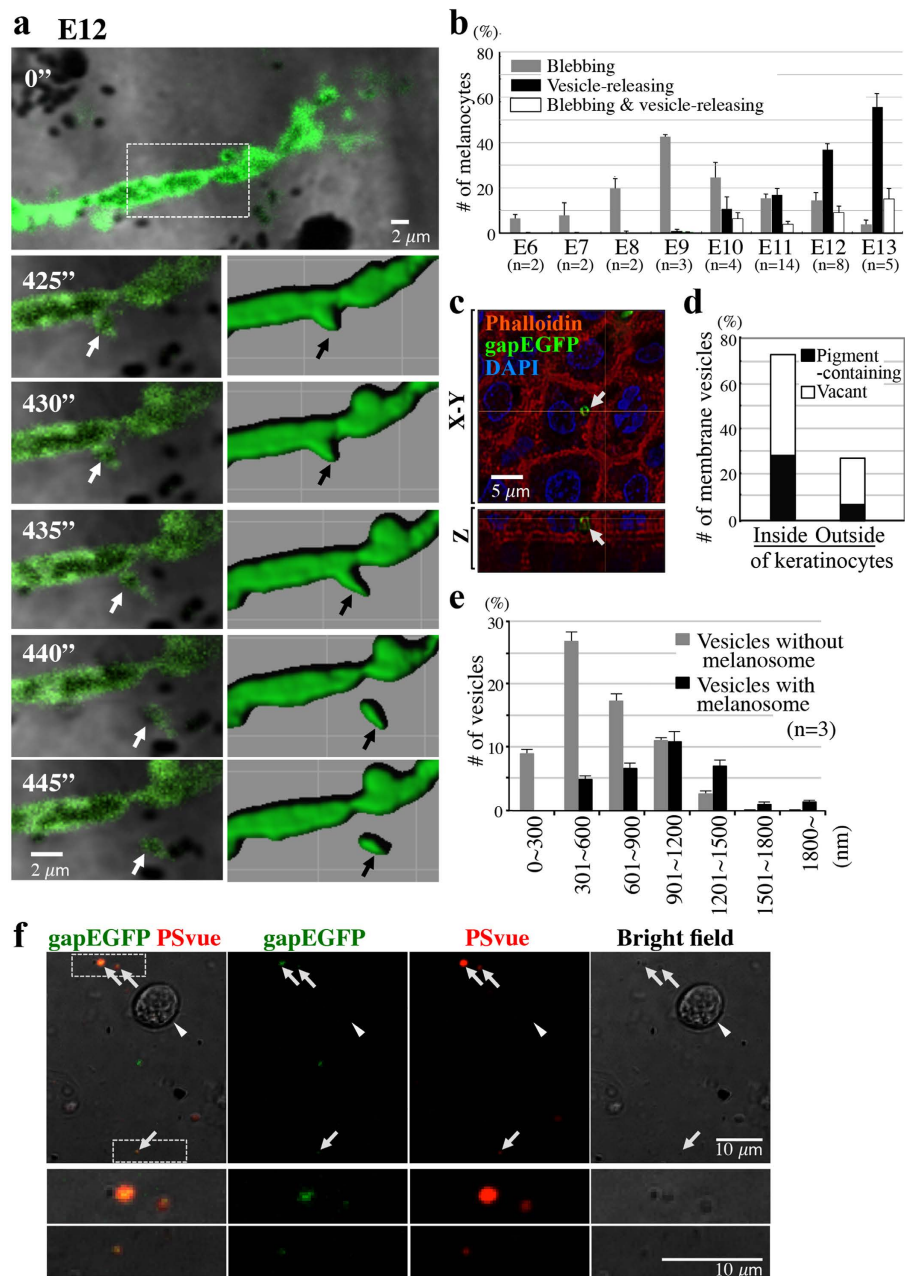 a E12
0”
2 μm
425”
430”
435”
440”
445”
2 μm
b (%)
# of melanocytes
80
60
40
20
0
Blebbing
Vesicle-releasing
Blebbing & vesicle-releasing
E6 E7 E8 E9 E10 E11 E12 E13
(n=2) (n=2) (n=2) (n=3) (n=4) (n=14) (n=8) (n=5)
c
Phalloidin
gapEGFP
DAPI
X-Y
5 μm
Z
d
(%)
# of membrane vesicles
80
60
40
20
0
Pigment
-containing
Vacant
Inside Outside
of keratinocytes
e
(%)
# of vesicles
30
20
10
0
Vesicles without
melanosome
Vesicles with
melanosome
(n=3)
0~300
301~600
601~900
901~1200
1201~1500
1501~1800
1800~
(nm)
f
gapEGFP PSvue
gapEGFP
PSvue
Bright field
10 μm
10 μm